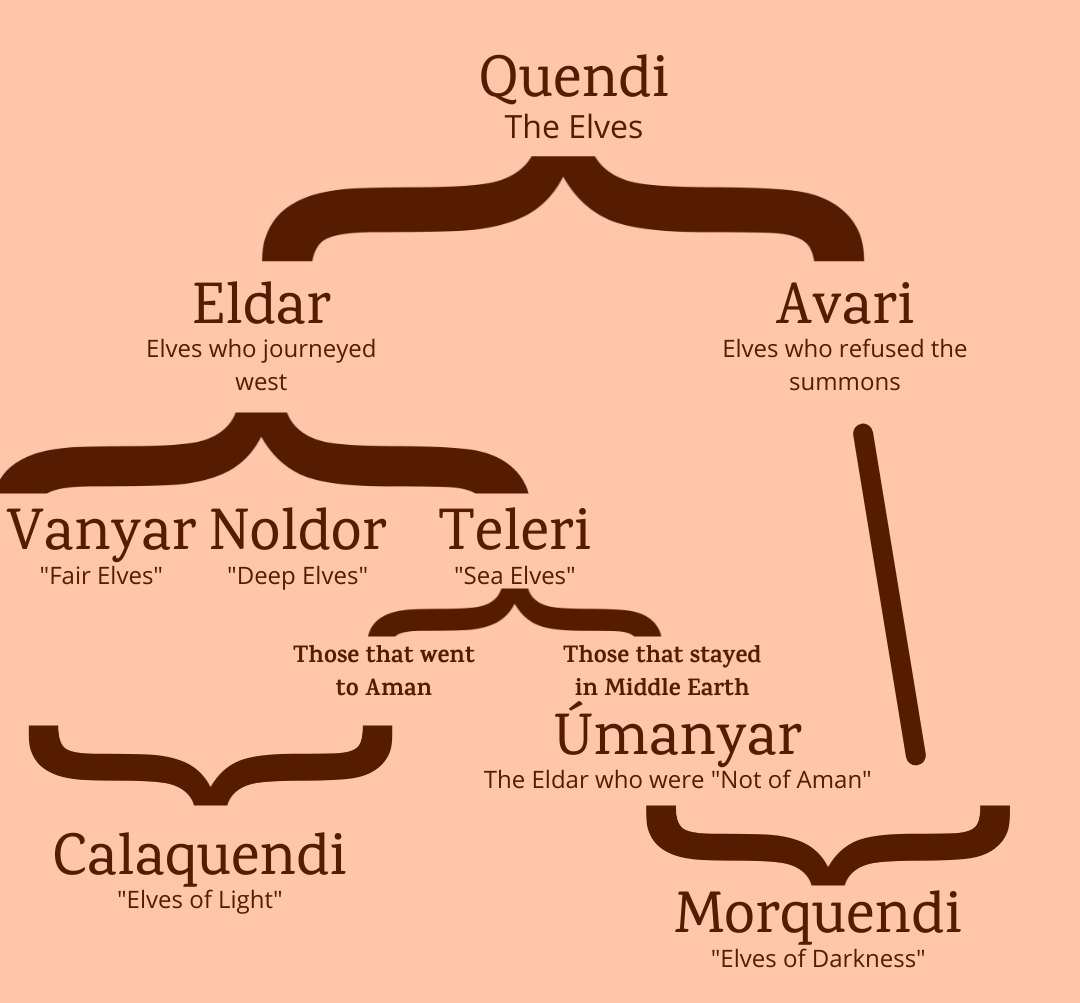 Quendi
The Elves
Eldar
Elves who journeyed
west
Avari
Elves who refused the
summons
Vanyar
"Fair Elves"
Noldor
"Deep Elves"
Teleri
"Sea Elves"
Those that went
to Aman
Those that stayed
in Middle Earth
Úmanyar
The Eldar who were "Not of Aman"
Calaquendi
"Elves of Light"
Morquendi
"Elves of Darkness"